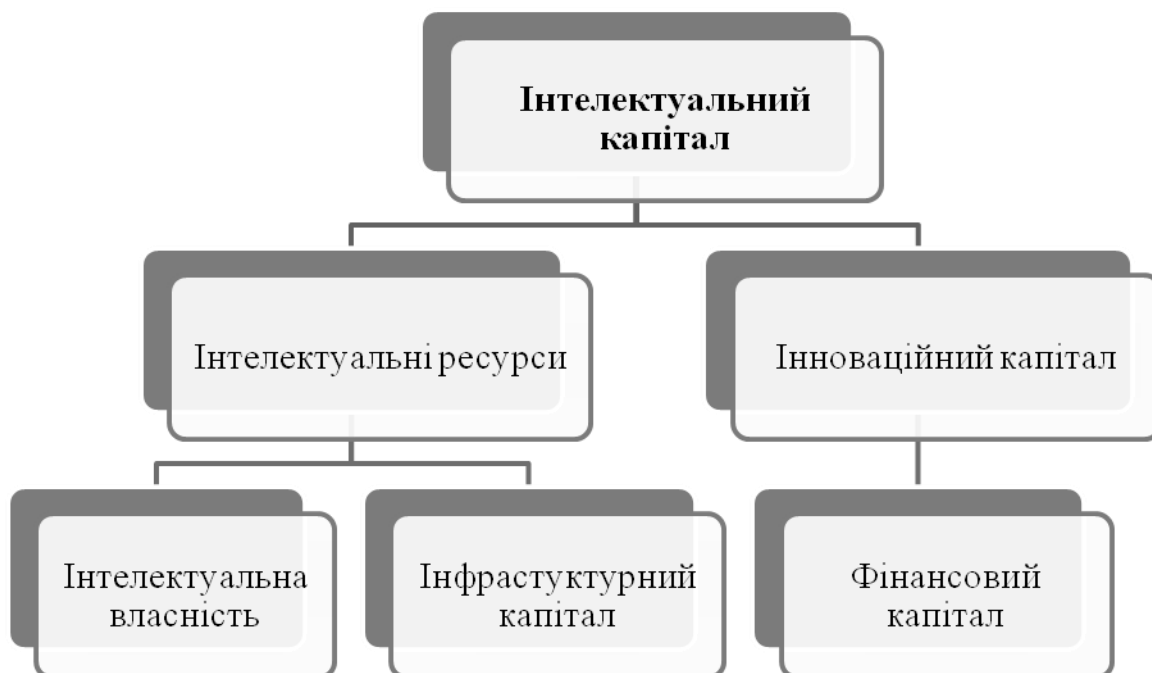 Інтелектуальний
капітал
Інтелектуальні ресурси
Інноваційний капітал
Інтелектуальна
власність
Інфрастуктурний
капітал
Фінансовий
капітал